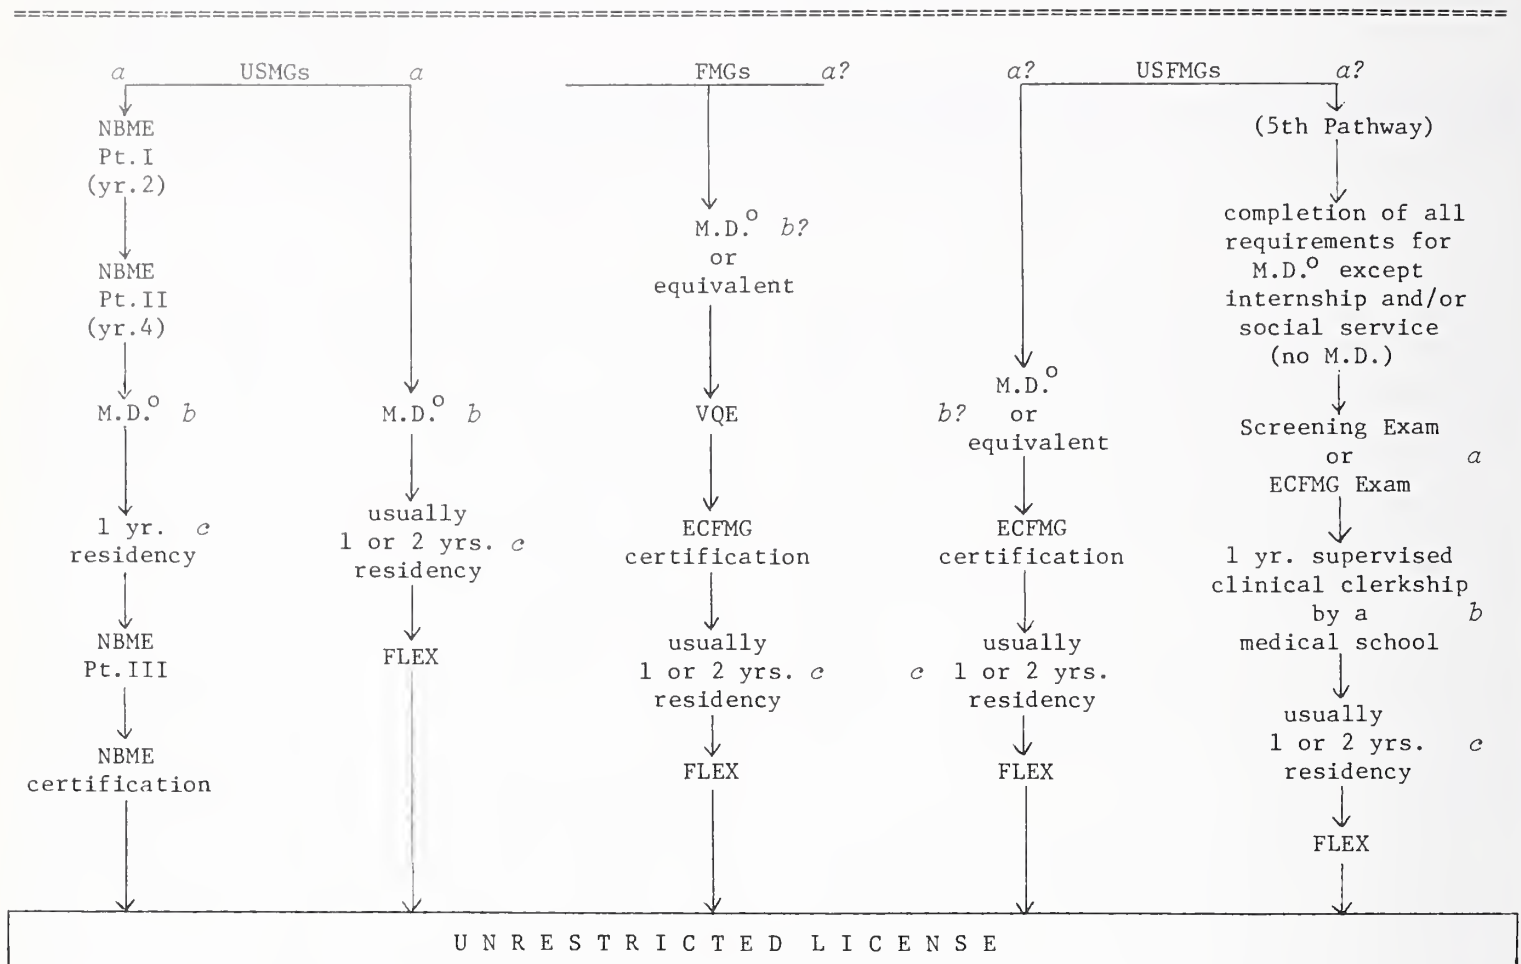 a USMGs a
NBME
Pt.I
(yr.2)
NBME
Pt.II
(yr.4)
M.D.° b
1 yr. c
residency
NBME
Pt.III
NBME
certification
M.D.° b
usually
1 or 2 yrs. c
residency
FLEX
FMGs a?
M.D.° b?
or
equivalent
VQE
ECFMG
certification
usually
1 or 2 yrs. c
residency
FLEX
a? USFMGs a?
M.D.°
b? or
equivalent
ECFMG
certification
usually
c 1 or 2 yrs.
residency
FLEX
(5th Pathway)
completion of all
requirements for
M.D.° except
internship and/or
social service
(no M.D.)
Screening Exam
or a
ECFMG Exam
1 yr. supervised
clinical clerkship
by a b
medical school
usually
1 or 2 yrs. c
residency
FLEX
UNRESTRICTED LICENSE